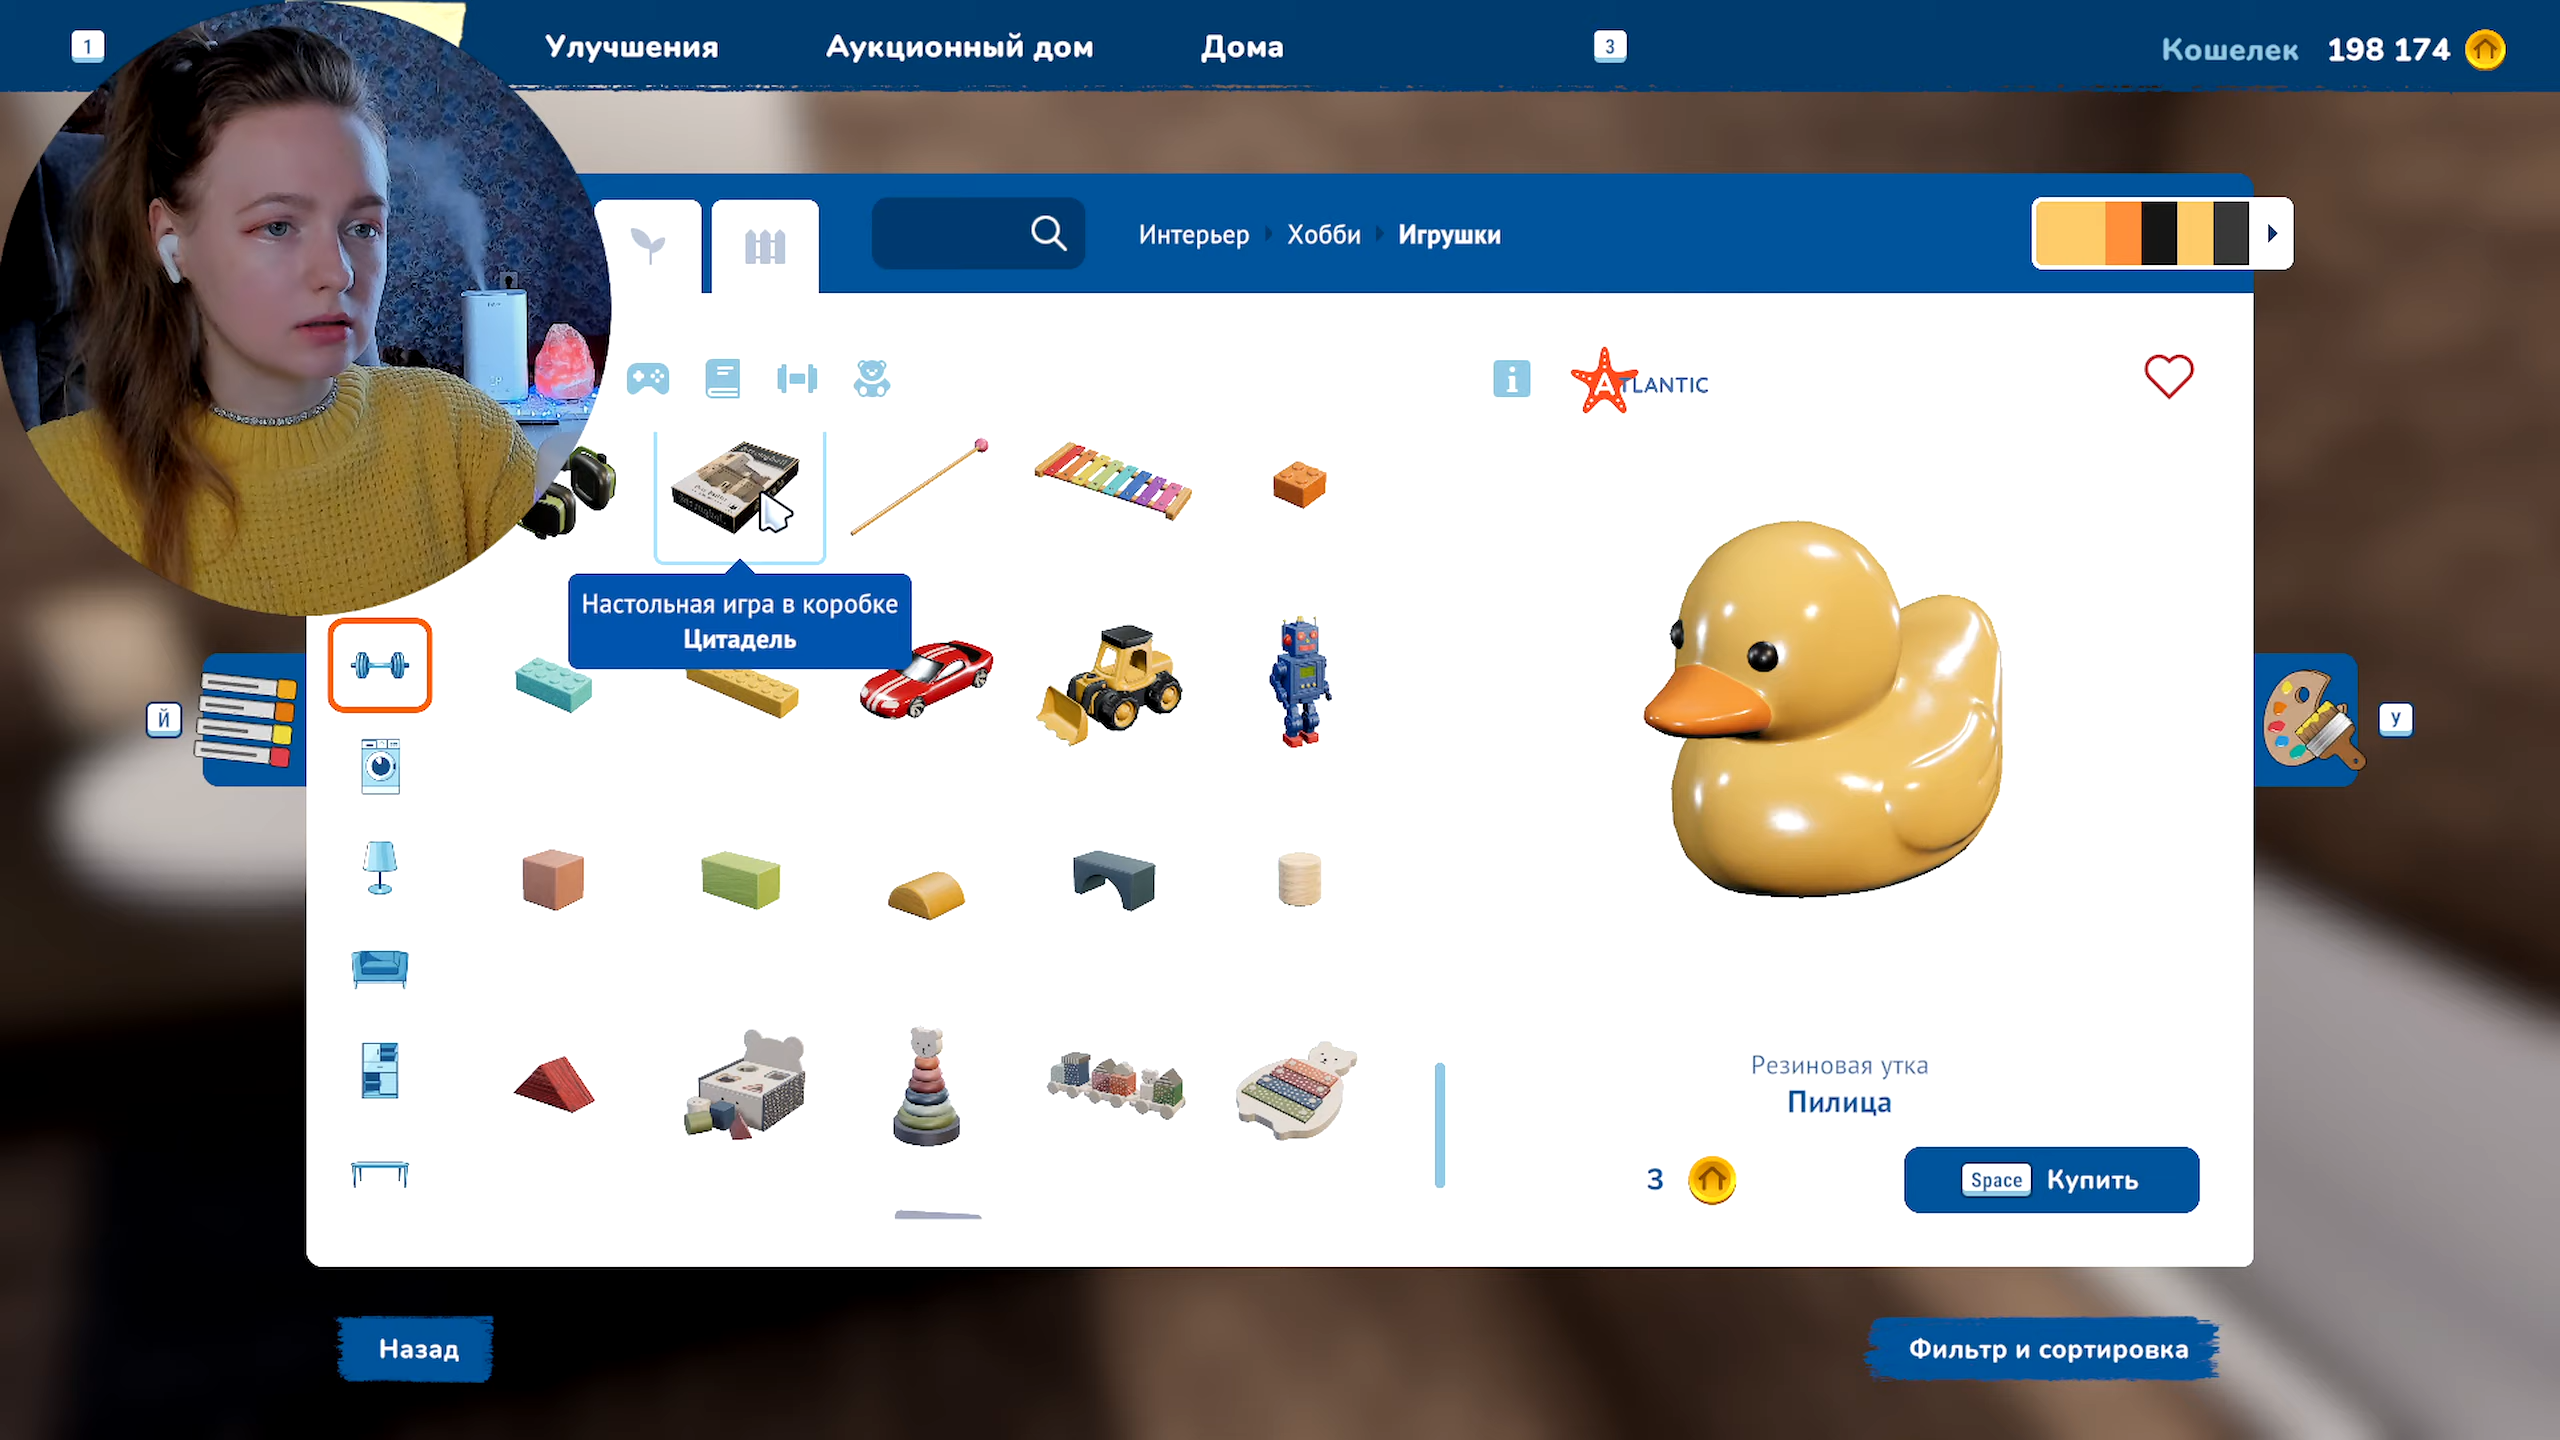 1
Улучшения
Аукционный дом
Дома
3
Кошелек
198 174
Интерьер
Хобби
Игрушки
i
ATLANTIC
Настольная игра в коробке
Цитадель
Й
У
Резиновая утка
Пилица
3
Space
Купить
Назад
Фильтр и сортировка